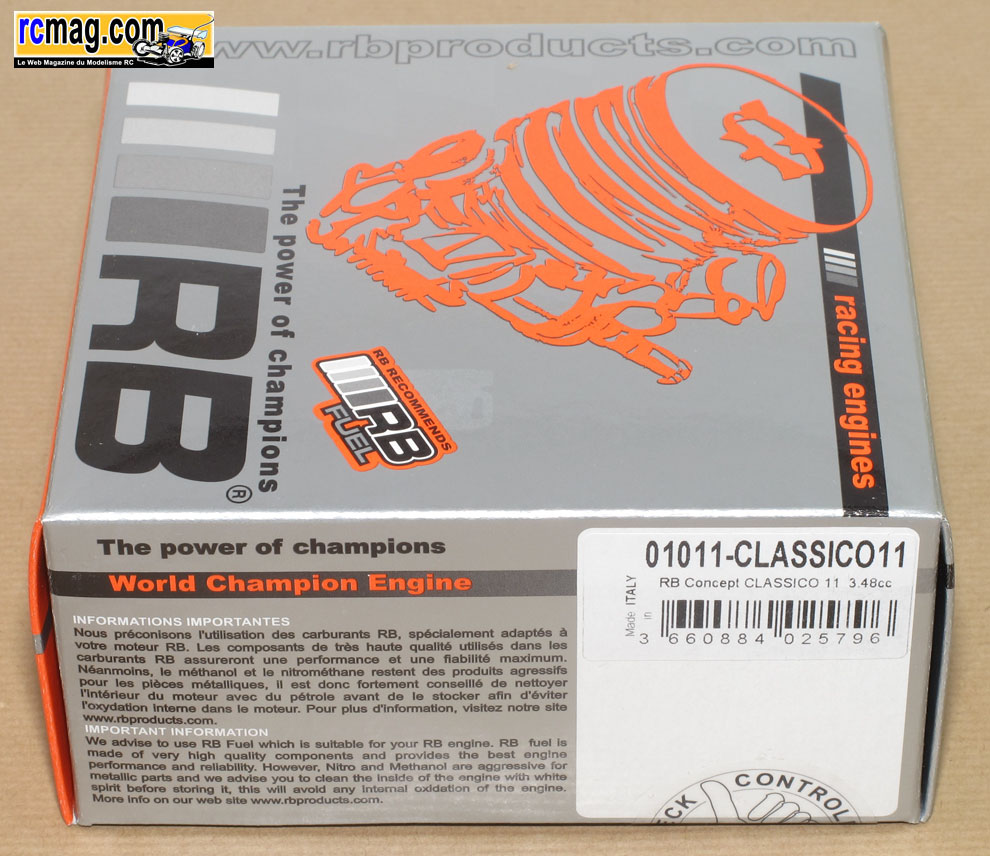 rcmag.com
Le Web Magazine du Modelisme RC
www.rbproducts.com
RB®
The power of champions
racing engines
RB RECOMMENDS
RB
FUEL
The power of champions
World Champion Engine
INFORMATIONS IMPORTANTES
Nous préconisons l'utilisation des carburants RB, spécialement adaptés à
votre moteur RB. Les composants de très haute qualité utilisés dans les
carburants RB assureront une performance et une fiabilité maximum.
Néanmoins, le méthanol et le nitrométhane restent des produits agressifs
pour les pièces métalliques, il est donc fortement conseillé de nettoyer
l'intérieur du moteur avec du pétrole avant de le stocker afin d'éviter
l'oxydation interne dans le moteur. Pour plus d'information, visitez notre site
www.rbproducts.com.
IMPORTANT INFORMATION
We advise to use RB Fuel which is suitable for your RB engine. RB fuel is
made of very high quality components and provides the best engine
performance and reliability. However, Nitro and Methanol are aggressive for
metallic parts and we advise you to clean the inside of the engine with white
spirit before storing it, this will avoid any internal oxidation of the engine.
More info on our web site www.rbproducts.com.
01011-CLASSICO11
RB Concept CLASSICO 11 3.48cc
Made in ITALY
3 660884 025796
CONTROL